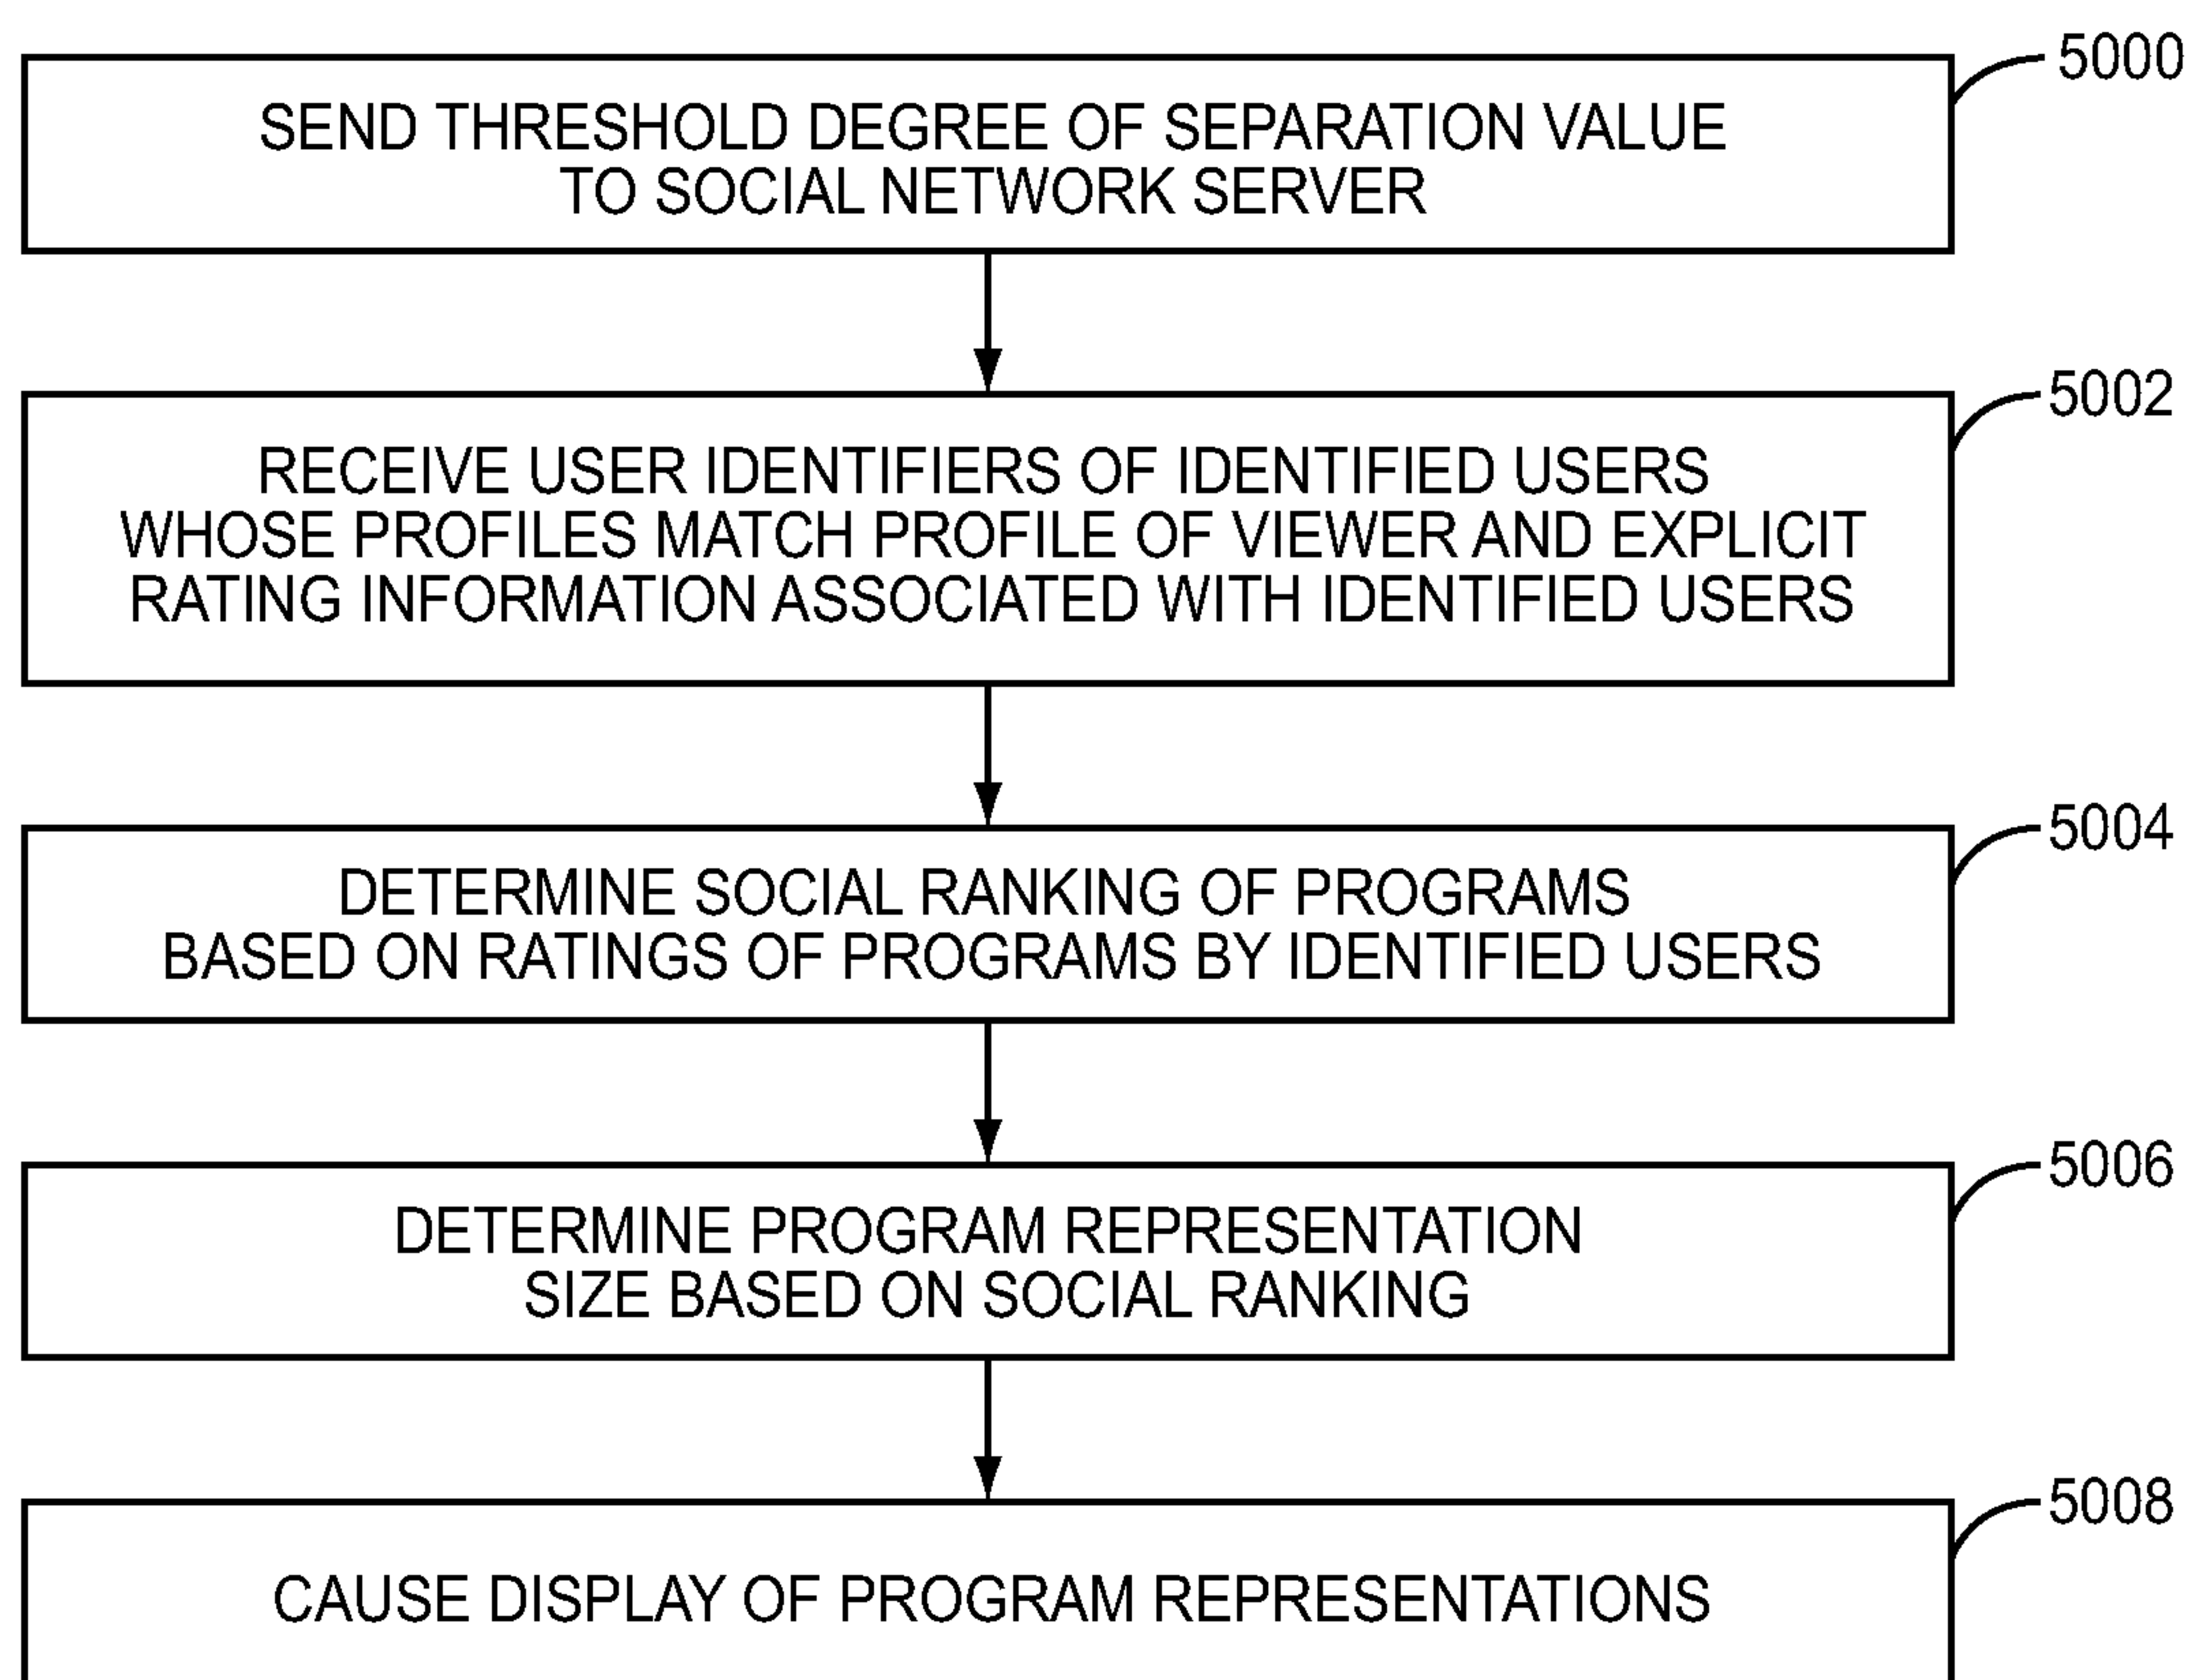 5000
SEND THRESHOLD DEGREE OF SEPARATION VALUE
TO SOCIAL NETWORK SERVER
5002
RECEIVE USER IDENTIFIERS OF IDENTIFIED USERS
WHOSE PROFILES MATCH PROFILE OF VIEWER AND EXPLICIT
RATING INFORMATION ASSOCIATED WITH IDENTIFIED USERS
5004
DETERMINE SOCIAL RANKING OF PROGRAMS
BASED ON RATINGS OF PROGRAMS BY IDENTIFIED USERS
5006
DETERMINE PROGRAM REPRESENTATION
SIZE BASED ON SOCIAL RANKING
5008
CAUSE DISPLAY OF PROGRAM REPRESENTATIONS